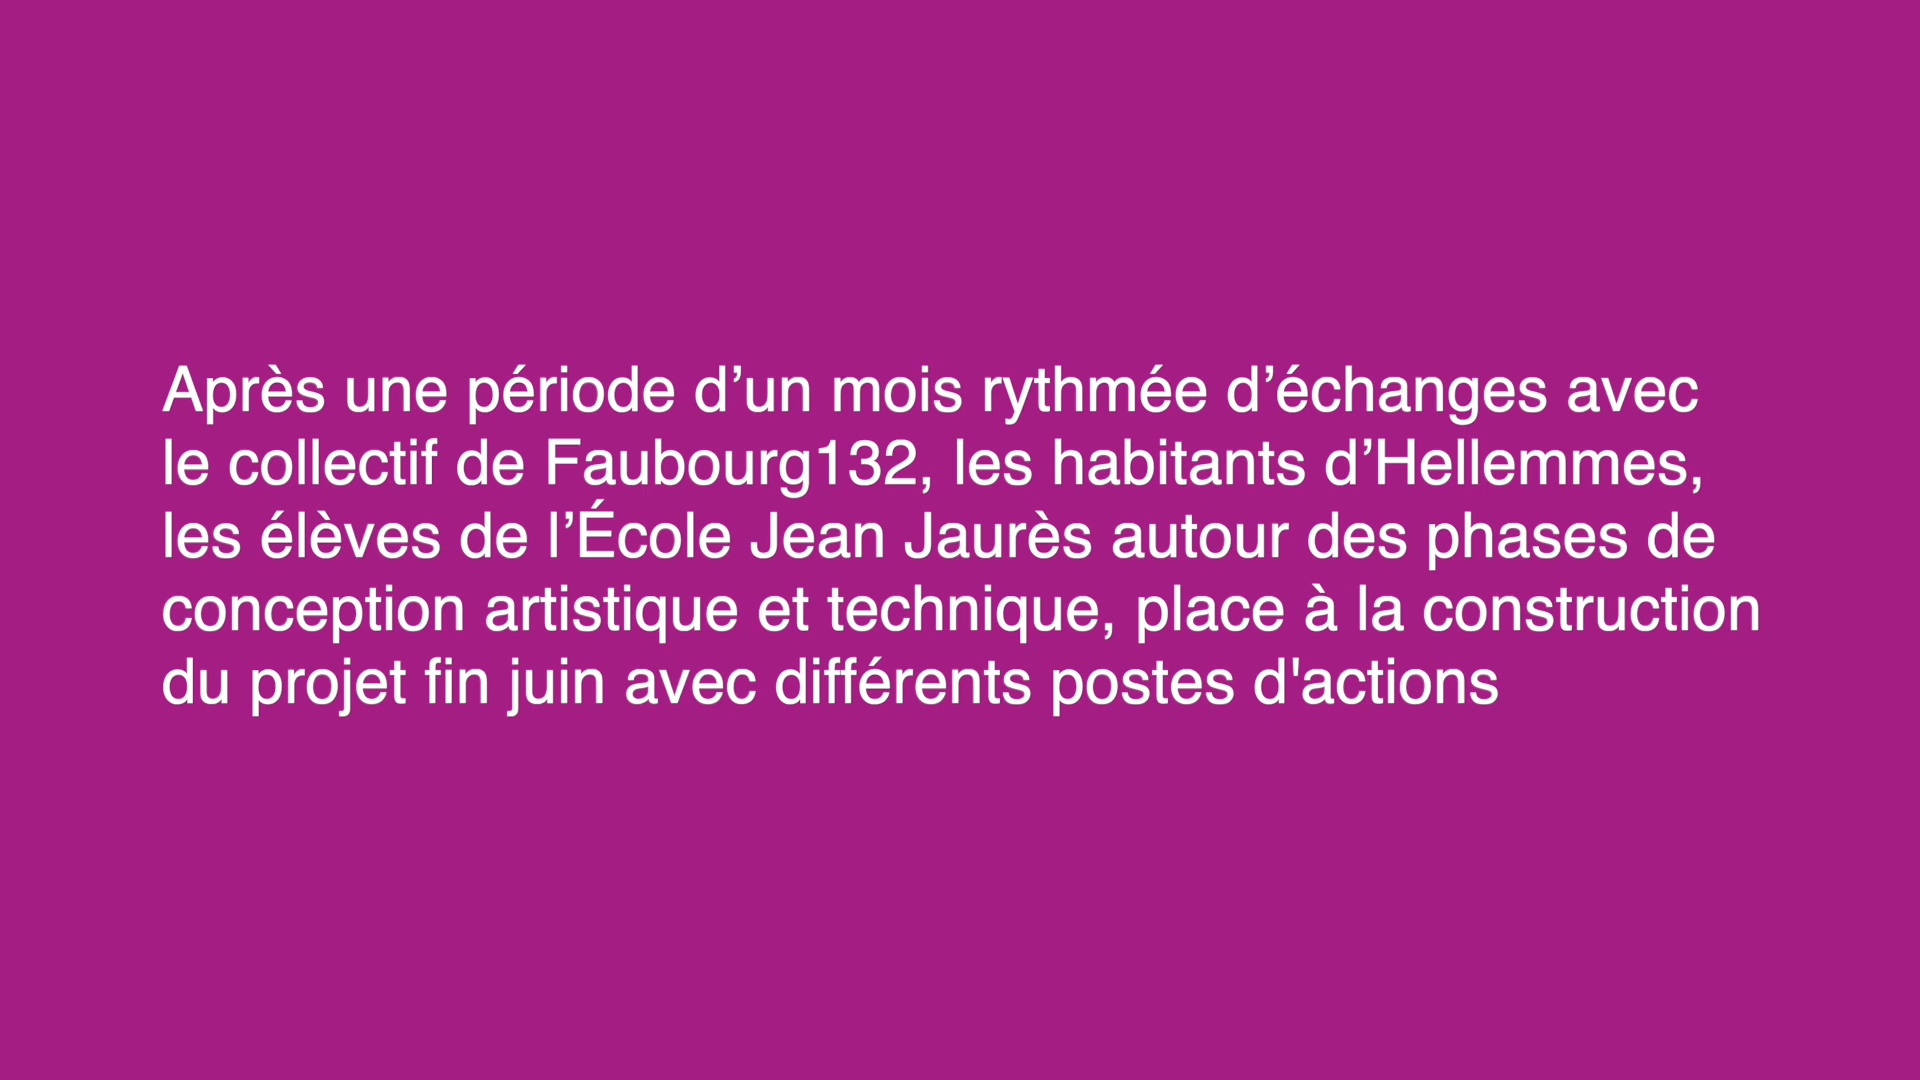 Après une période d’un mois rythmée d’échanges avec
le collectif de Faubourg132, les habitants d’Hellemmes,
les élèves de l’École Jean Jaurès autour des phases de
conception artistique et technique, place à la construction
du projet fin juin avec différents postes d'actions